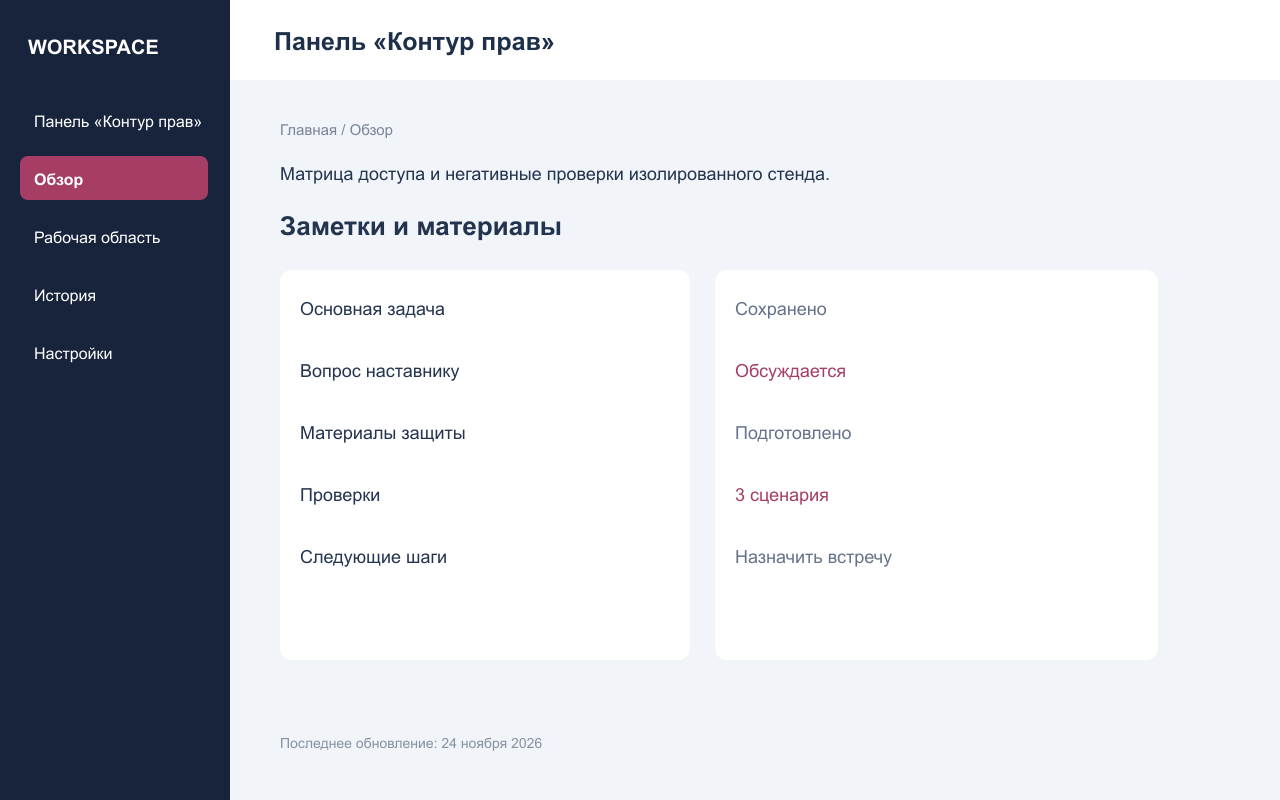 WORKSPACE
Панель «Контур прав»
Обзор
Рабочая область
История
Настройки
Панель «Контур прав»
Главная / Обзор
Матрица доступа и негативные проверки изолированного стенда.
Заметки и материалы
Основная задача
Сохранено
Вопрос наставнику
Обсуждается
Материалы защиты
Подготовлено
Проверки
3 сценария
Следующие шаги
Назначить встречу
Последнее обновление: 24 ноября 2026